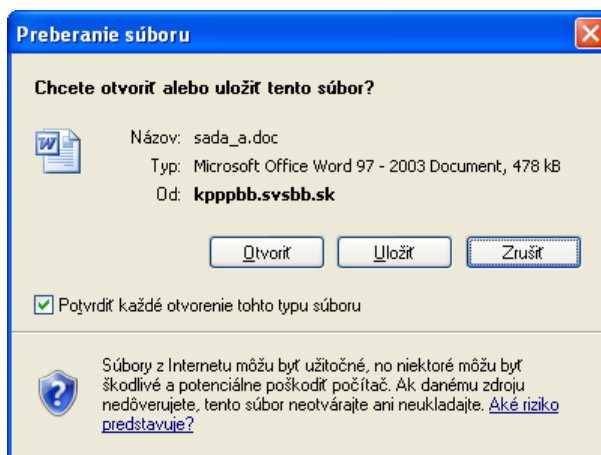 Preberanie súboru
Chcete otvoriť alebo uložiť tento súbor?
Názov: sada_a.doc
Typ: Microsoft Office Word 97 - 2003 Document, 478 kB
Od: kpppbb.svsbb.sk
Otvoriť Uložiť Zrušiť
Potvrdiť každé otvorenie tohto typu súboru
Súbory z Internetu môžu byť užitočné, no niektoré môžu byť
škodlivé a potenciálne poškodiť počítač. Ak danému zdroju
nedôverujete, tento súbor neotvárajte ani neukladajte. Aké riziko
predstavuje?